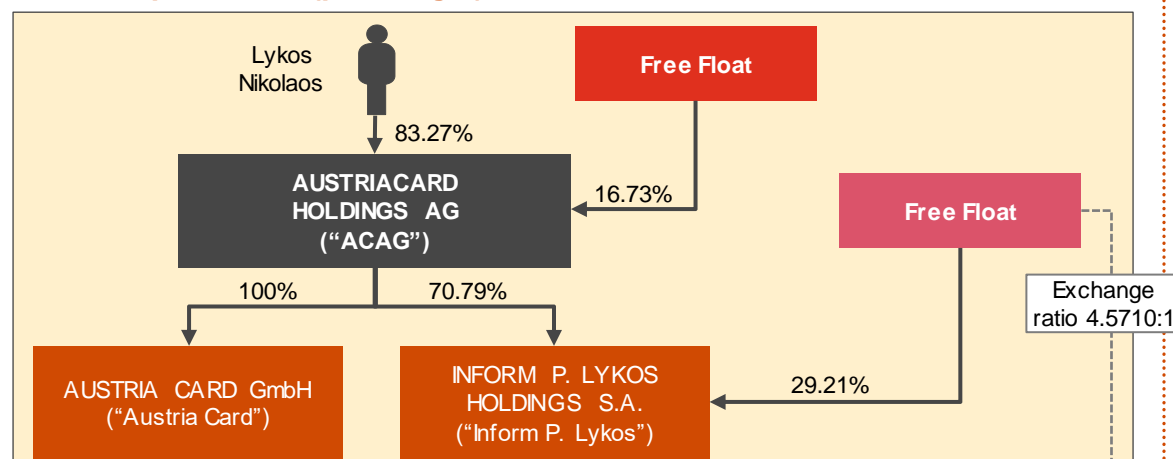 Lykos
Nikolaos
Free Float
83.27%
AUSTRIACARD
HOLDINGS AG
(“ACAG”)
16.73%
Free Float
100%
70.79%
Exchange
ratio 4.5710:1
AUSTRIA CARD GmbH
(“Austria Card”)
INFORM P. LYKOS
HOLDINGS S.A.
(“Inform P. Lykos”)
29.21%